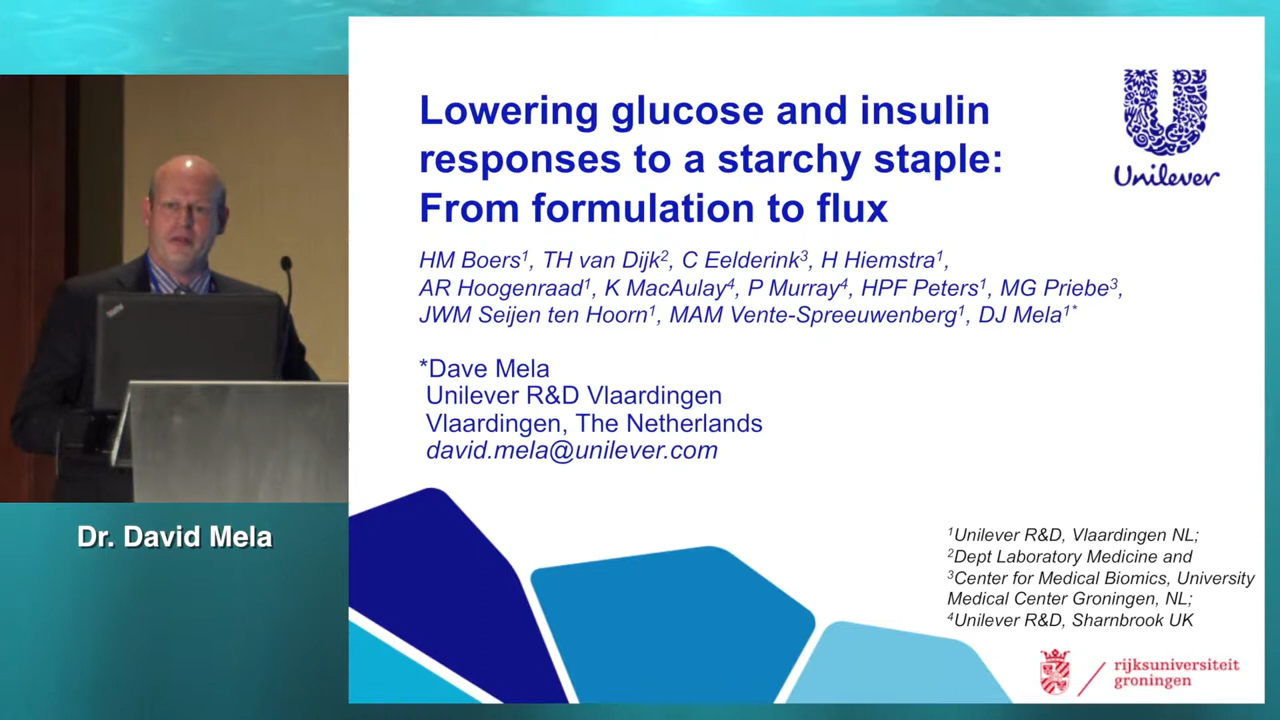 Lowering glucose and insulin
responses to a starchy staple:
From formulation to flux
Unilever
HM Boers1, TH van Dijk2, C Eelderink3, H Hiemstra1,
AR Hoogenraad1, K MacAulay4, P Murray4, HPF Peters1, MG Priebe3,
JWM Seijen ten Hoorn1, MAM Vente-Spreeuwenberg1, DJ Mela1*
*Dave Mela
Unilever R&D Vlaardingen
Vlaardingen, The Netherlands
david.mela@unilever.com
Dr. David Mela
1Unilever R&D, Vlaardingen NL;
2Dept Laboratory Medicine and
3Center for Medical Biomics, University
Medical Center Groningen, NL;
4Unilever R&D, Sharnbrook UK
rijksuniversiteit
groningen